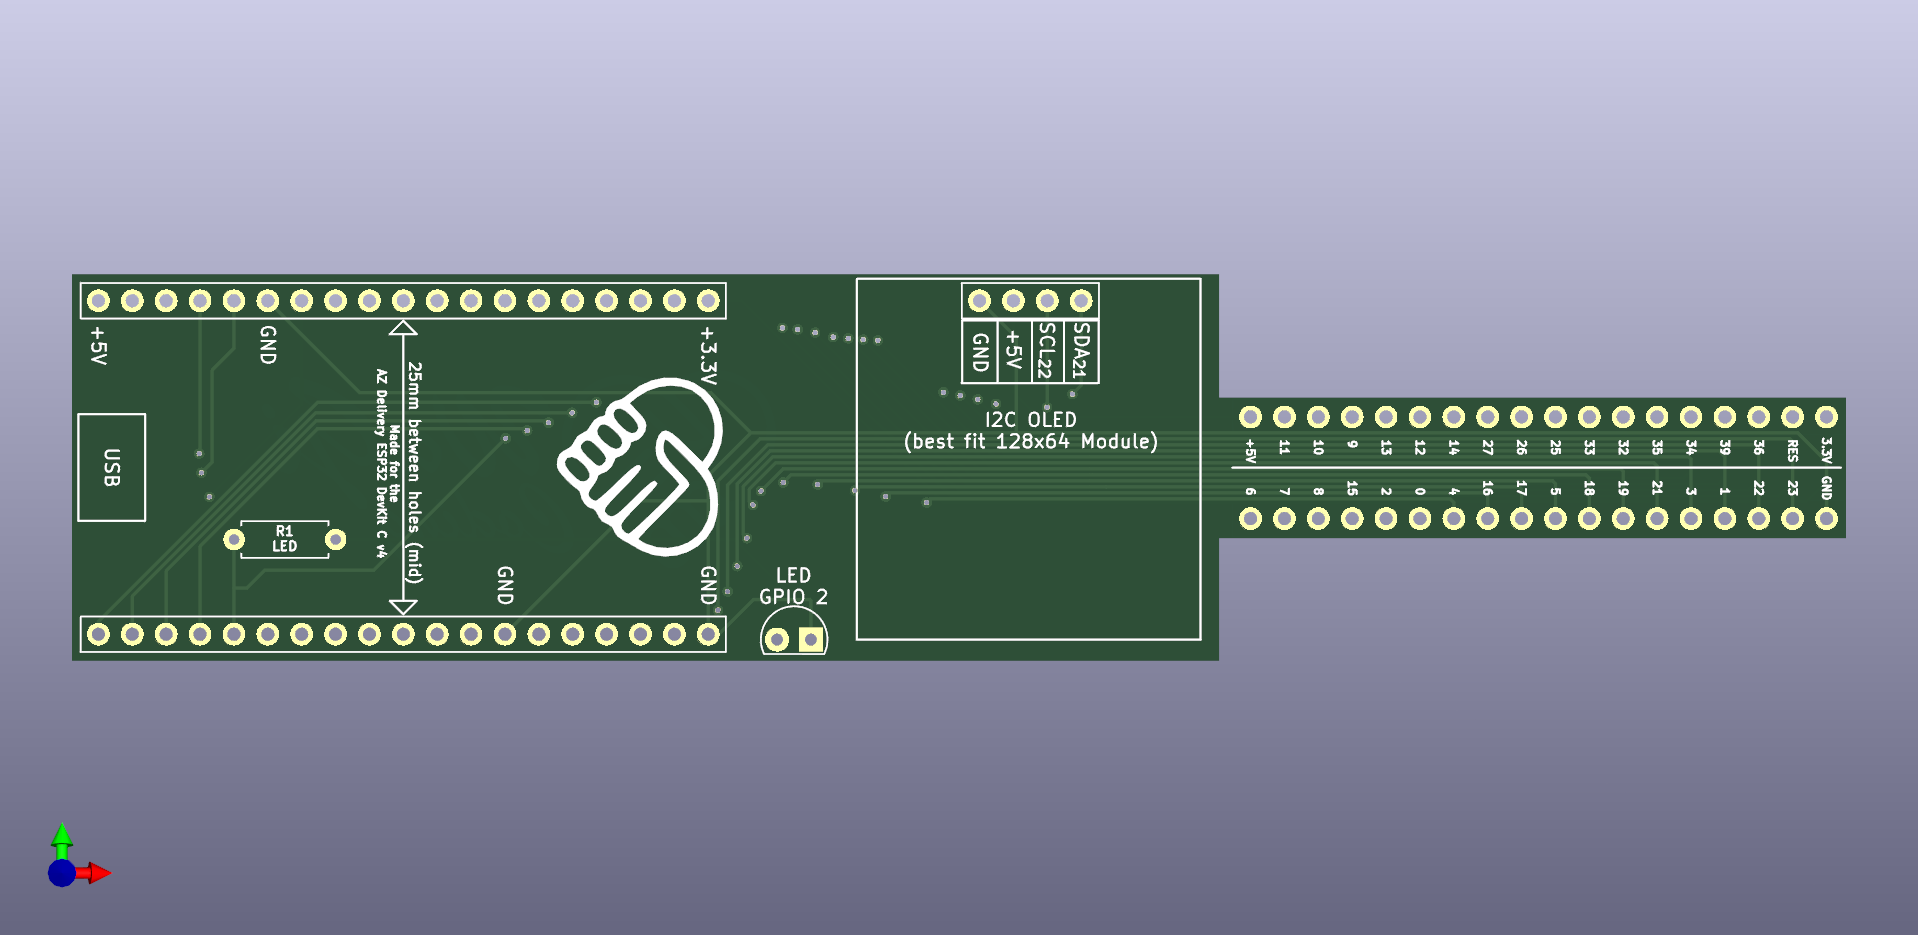 +5V
GND
+3.3V
USB
25mm between holes (mid)
Made for the
AZ Delivery ESP32 DevKit C v4
R1
LED
GND
GND
LED
GPIO 2
GND
+5V
SCL22
SDA21
I2C OLED
(best fit 128x64 Module)
+5V 11 10 9 13 12 14 27 26 25 33 32 35 34 39 36 RES 3.3V
6 7 8 15 2 0 4 16 17 5 18 19 21 3 1 22 23 GND